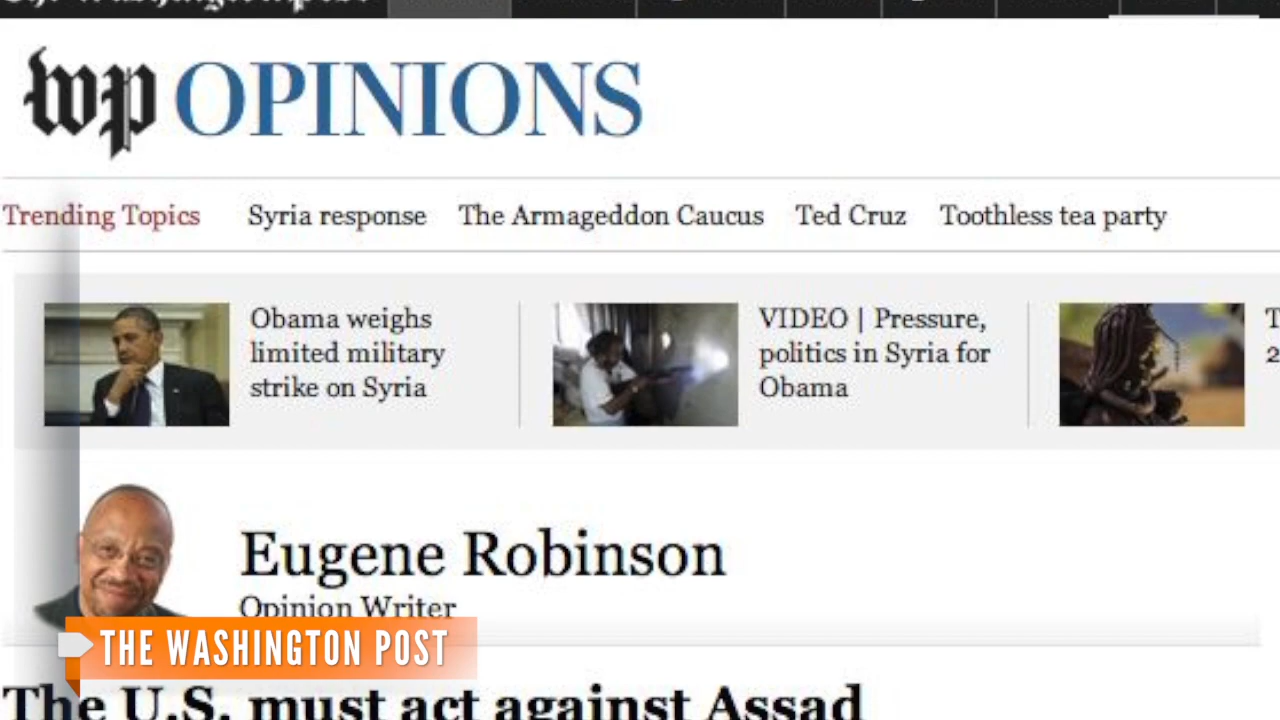 wp OPINIONS
Trending Topics Syria response The Armageddon Caucus Ted Cruz Toothless tea party
Obama weighs
limited military
strike on Syria
VIDEO | Pressure,
politics in Syria for
Obama
Eugene Robinson
Opinion Writer
THE WASHINGTON POST
The U.S. must act against Assad